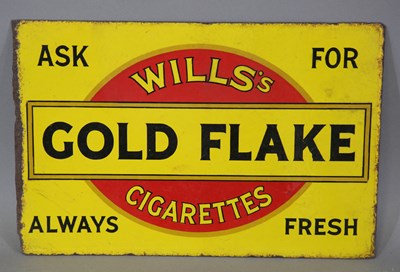 ASK FOR
WILLS's
GOLD FLAKE
CIGARETTES
ALWAYS FRESH